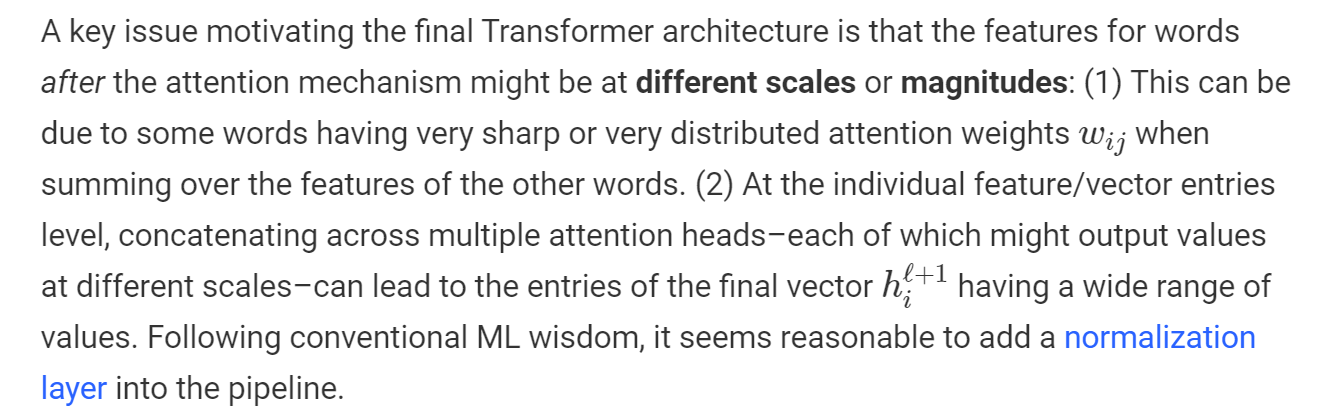 A key issue motivating the final Transformer architecture is that the features for words
after the attention mechanism might be at different scales or magnitudes: (1) This can be
due to some words having very sharp or very distributed attention weights w_{ij} when
summing over the features of the other words. (2) At the individual feature/vector entries
level, concatenating across multiple attention heads–each of which might output values
at different scales–can lead to the entries of the final vector h_i^{ℓ+1} having a wide range of
values. Following conventional ML wisdom, it seems reasonable to add a normalization
layer into the pipeline.